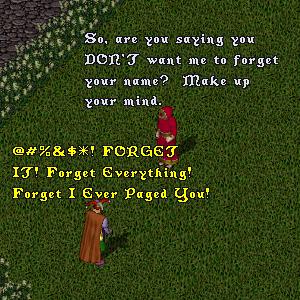 So, are you saying you
DON'T want me to forget
your name? Make up
your mind.
@#%&$*! FORGET
IT! Forget Everything!
Forget I Ever Paged You!